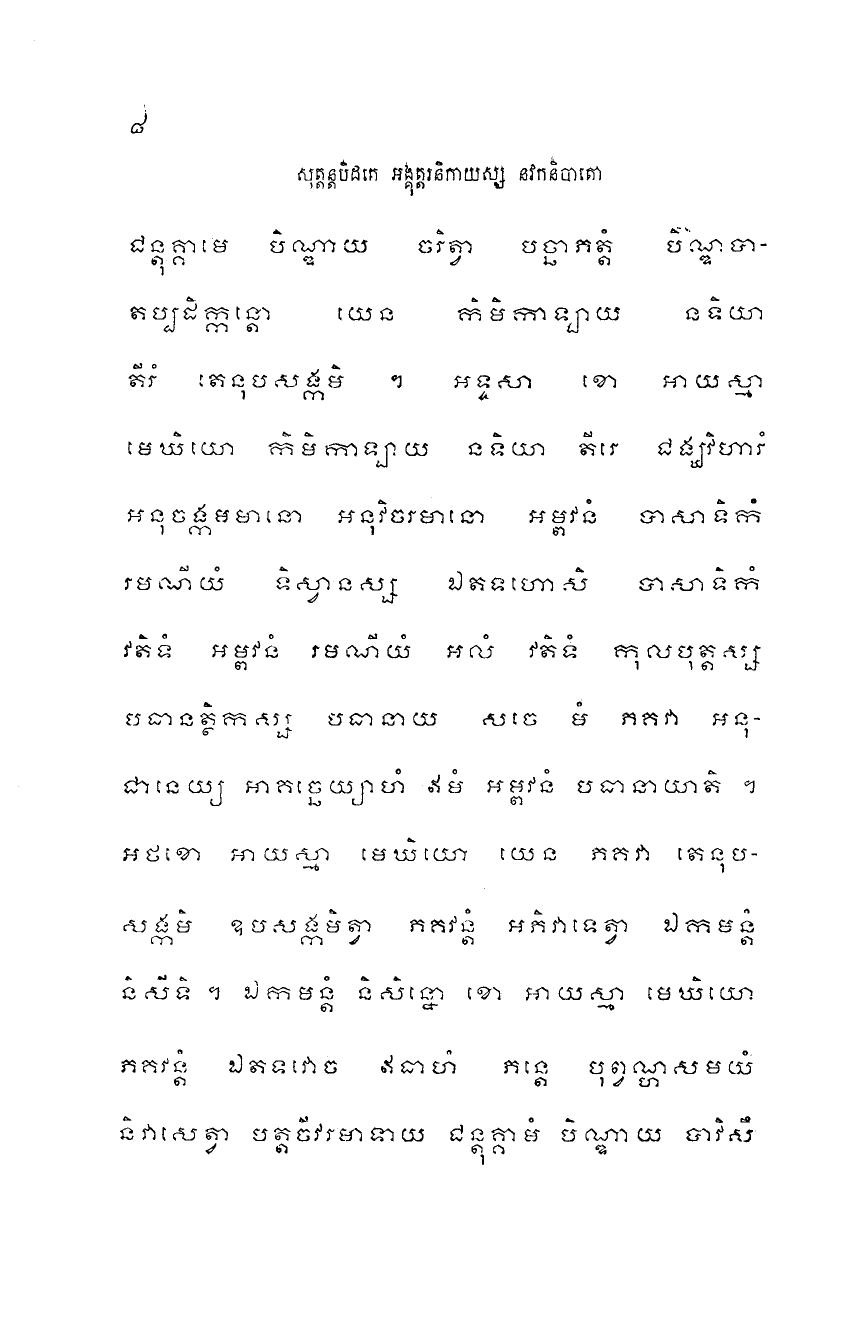 ៨
សុត្តន្តបិដកេ អង្គុត្តរនិកាយស្ស នវកនិបាតោ
ជន្តុគ្គាមេ បិណ្ឌាយ ចរិត្វា បច្ឆាភត្តំ បិណ្ឌបា-
តប្បដិក្កន្តោ យេន កិមិកាឡាយ នទិយា
តីរំ តេនុបសង្កមិ ។ អទ្ទសា ខោ អាយស្មា
មេឃិយោ កិមិកាឡាយ នទិយា តីរេ ជង្ឃវិហារំ
អនុចង្កមមានោ អនុវិចរមានោ អម្ពវនំ បាសាទិកំ
រមណីយំ ទិស្វានស្ស ឯតទហោសិ បាសាទិកំ
វតិទំ អម្ពវនំ រមណីយំ អលំ វតិទំ កុលបុត្តស្ស
បធានត្ថិកស្ស បធានាយ សចេ មំ ភគវា អនុ-
ជានេយ្យ អាគច្ឆេយ្យាហំ ឥមំ អម្ពវនំ បធានាយាតិ ។
អថខោ អាយស្មា មេឃិយោ យេន ភគវា តេនុប-
សង្កមិ ឧបសង្កមិត្វា ភគវន្តំ អភិវាទេត្វា ឯកមន្តំ
និសីទិ ។ ឯកមន្តំ និសិន្នោ ខោ អាយស្មា មេឃិយោ
ភគវន្តំ ឯតទវោច ឥធាហំ ភន្តេ បុព្វណ្ហសមយំ
និវាសេត្វា បត្តចីវរមាទាយ ជន្តុគ្គាមំ បិណ្ឌាយ បាវិសឹ